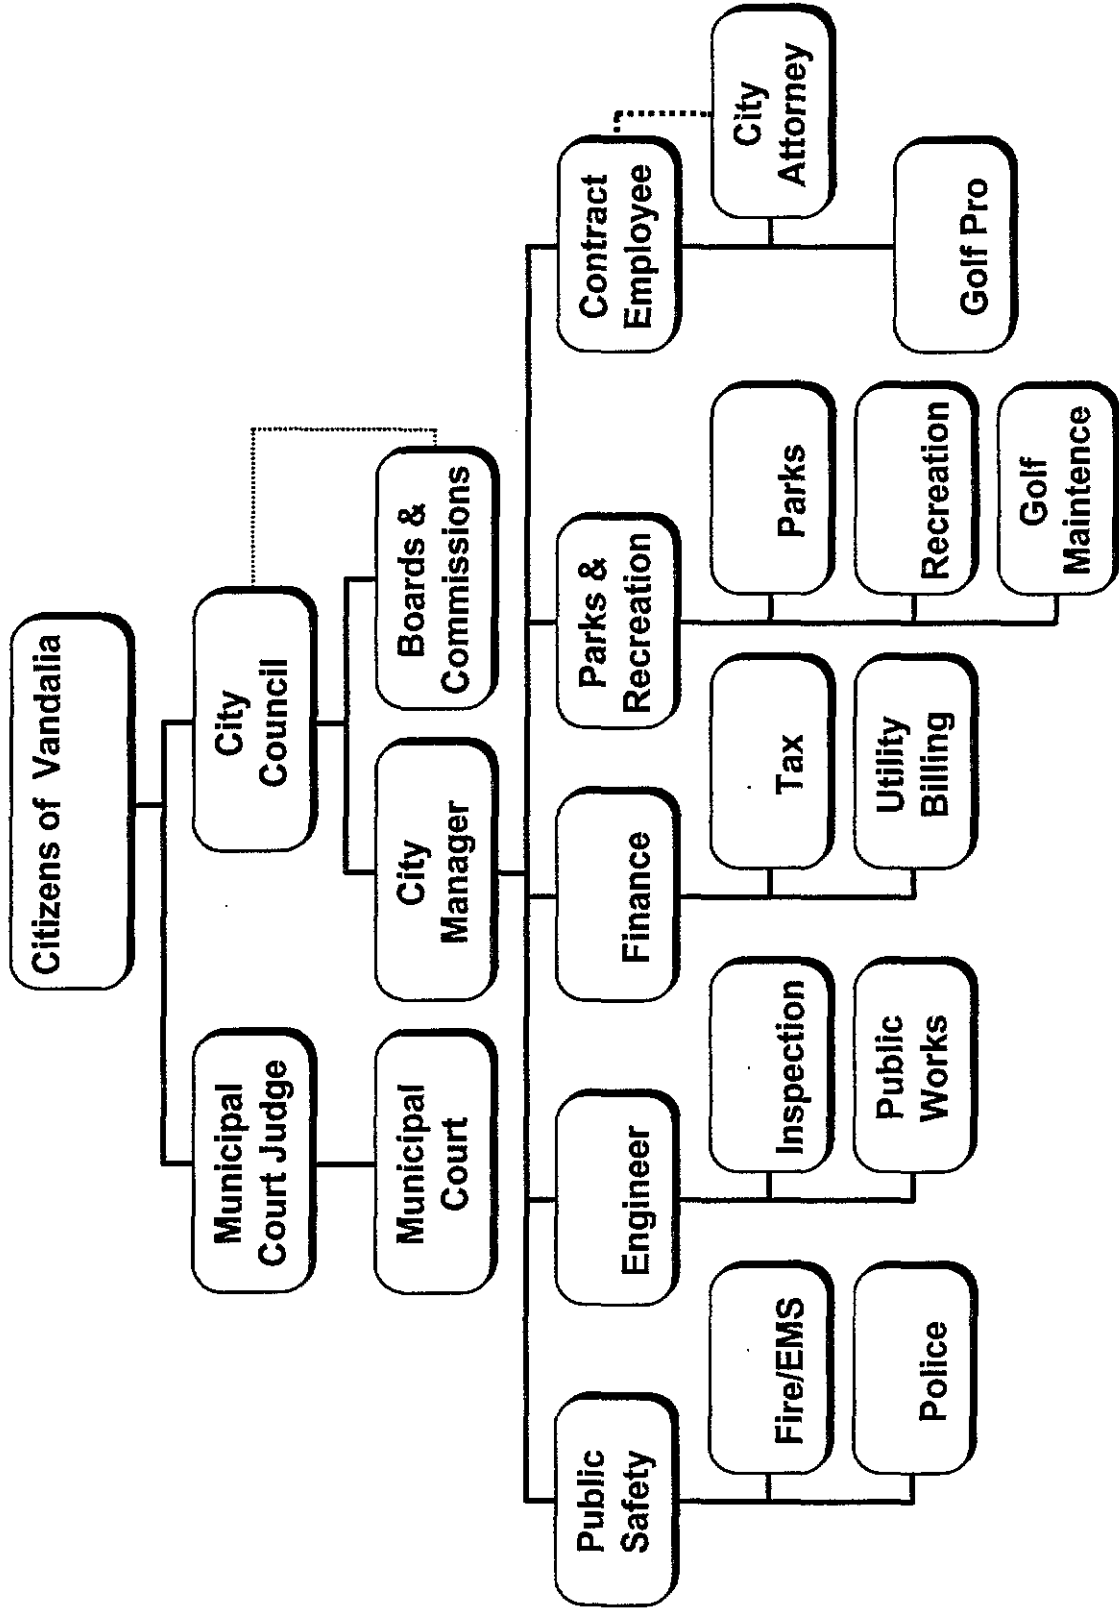 Citizens of Vandalia
Municipal
Court Judge
City
Council
Municipal
Court
City
Manager
Boards &
Commissions
Public
Safety
Engineer
Finance
Parks &
Recreation
Contract
Employee
Fire/EMS
Inspection
Tax
Parks
City
Attorney
Police
Public
Works
Utility
Billing
Recreation
Golf Pro
Golf
Maintence